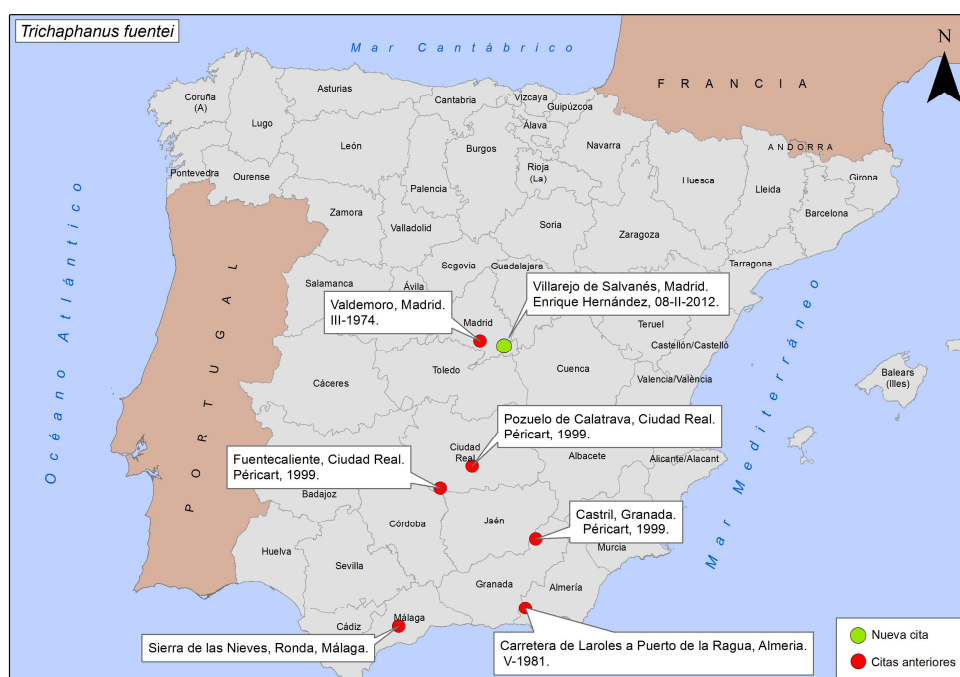 Trichaphanus fuentei
Mar Cantábrico
N
FRANCIA
Coruña
(A)
Lugo
Asturias
Cantabria
Vizcaya
Guipúzcoa
Álava
Navarra
ANDORRA
León
Burgos
Rioja
(La)
Huesca
Lleida
Girona
Barcelona
Pontevedra
Ourense
Palencia
Zamora
Valladolid
Soria
Zaragoza
Tarragona
Océano Atlántico
PORTUGAL
Salamanca
Ávila
Segovia
Guadalajara
Villarejo de Salvanés, Madrid.
Enrique Hernández, 08-II-2012.
Valdemoro, Madrid.
III-1974.
Madrid
Teruel
Castellón/Castelló
Cáceres
Toledo
Cuenca
Valencia/València
Balears
(Illes)
Mar Mediterráneo
Pozuelo de Calatrava, Ciudad Real.
Péricart, 1999.
Ciudad
Real
Fuentecaliente, Ciudad Real.
Péricart, 1999.
Albacete
Alicante/Alacant
Badajoz
Córdoba
Jaén
Castril, Granada.
Péricart, 1999.
Murcia
Huelva
Sevilla
Granada
Almería
Cádiz
Málaga
Sierra de las Nieves, Ronda, Málaga.
Carretera de Laroles a Puerto de la Ragua, Almeria.
V-1981.
Nueva cita
Citas anteriores